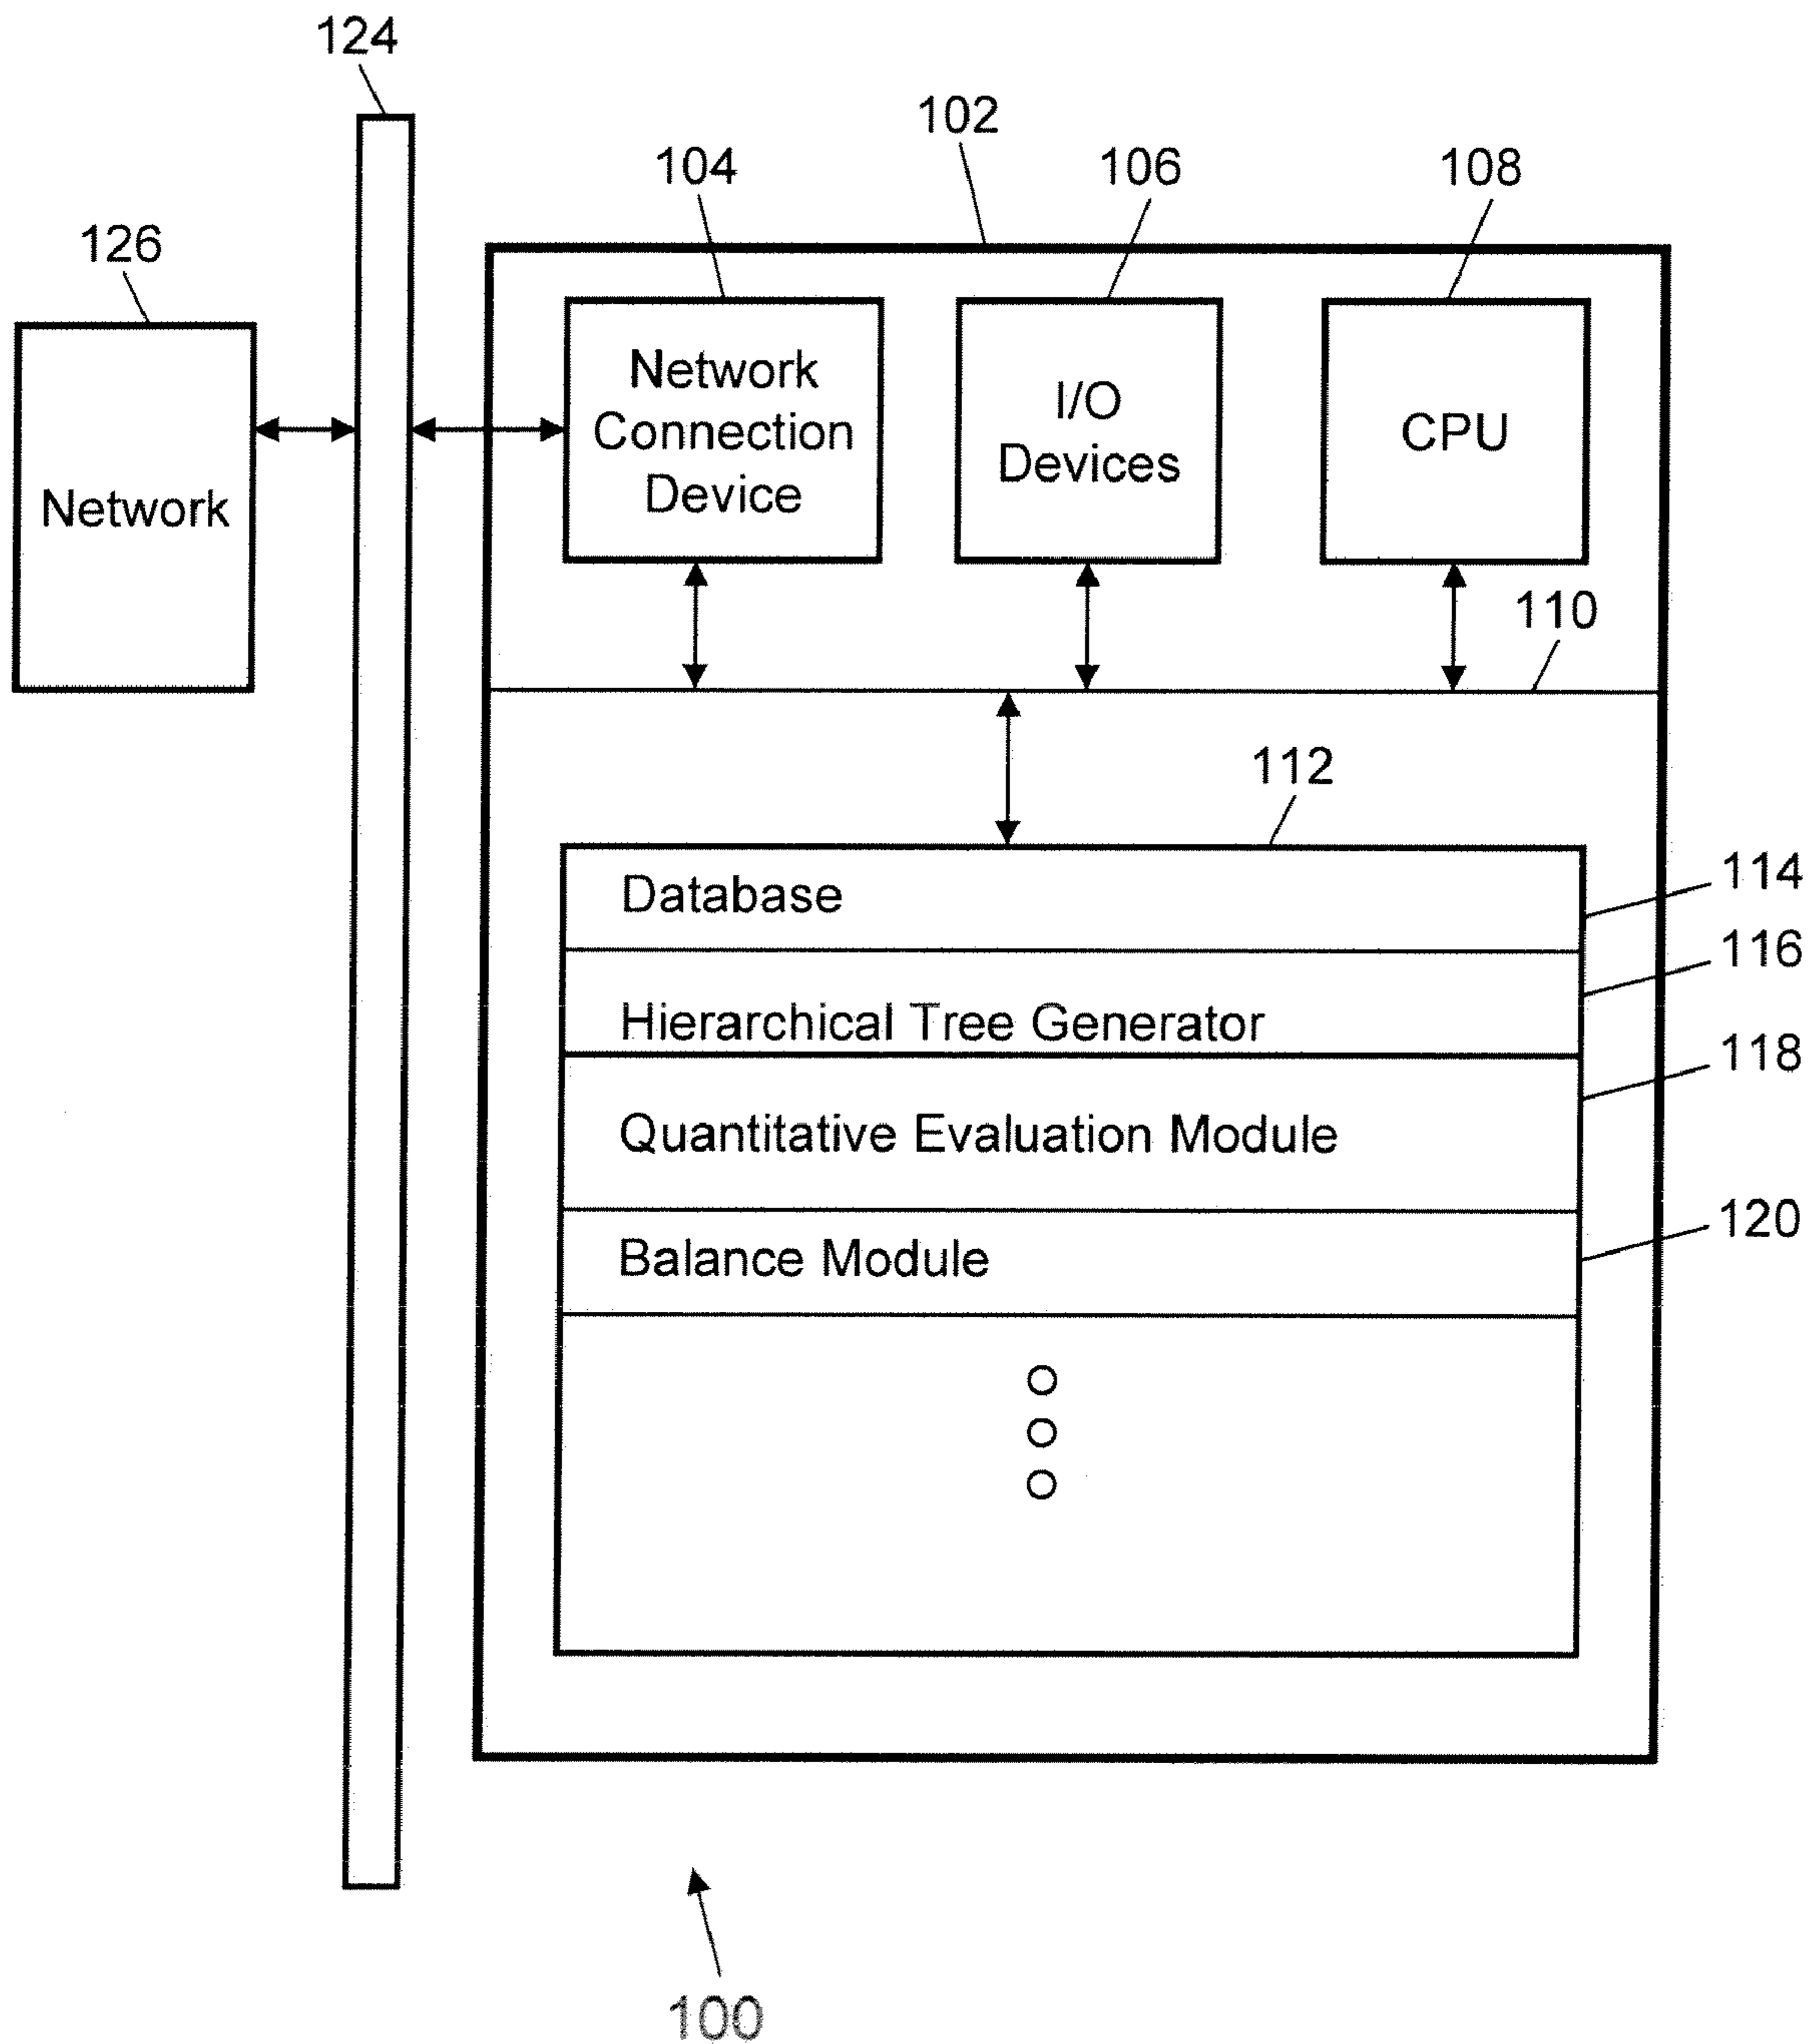 124
102
104
106
108
126
Network
Connection
Device
I/O
Devices
CPU
Network
110
112
Database
114
Hierarchical Tree Generator
116
Quantitative Evaluation Module
118
Balance Module
120
100